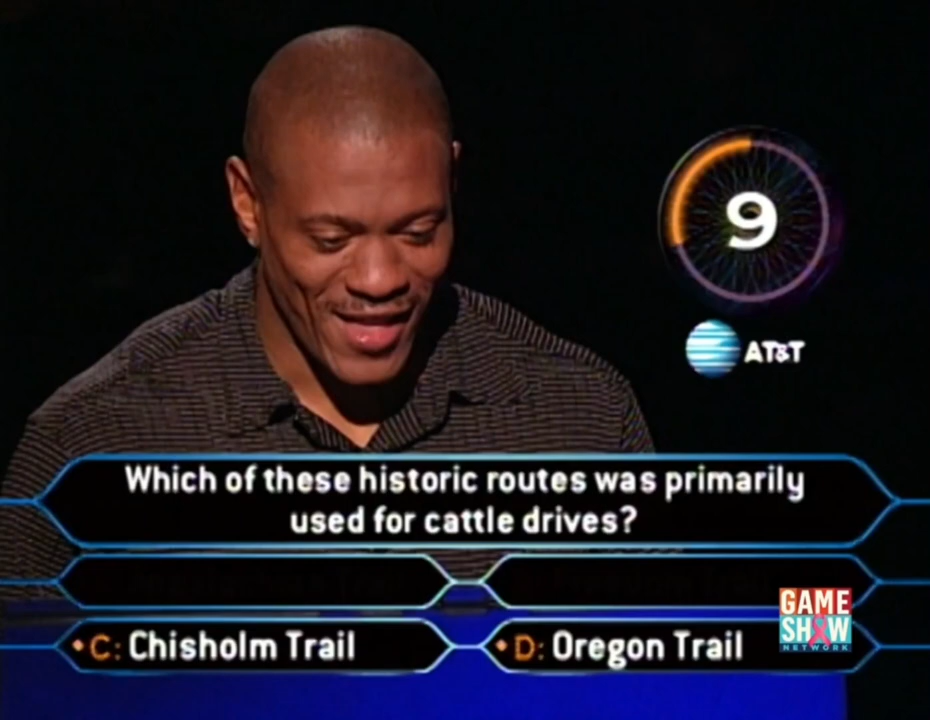 9
AT&T
Which of these historic routes was primarily
used for cattle drives?
C: Chisholm Trail
D: Oregon Trail
GAME
SHOW
NETWORK